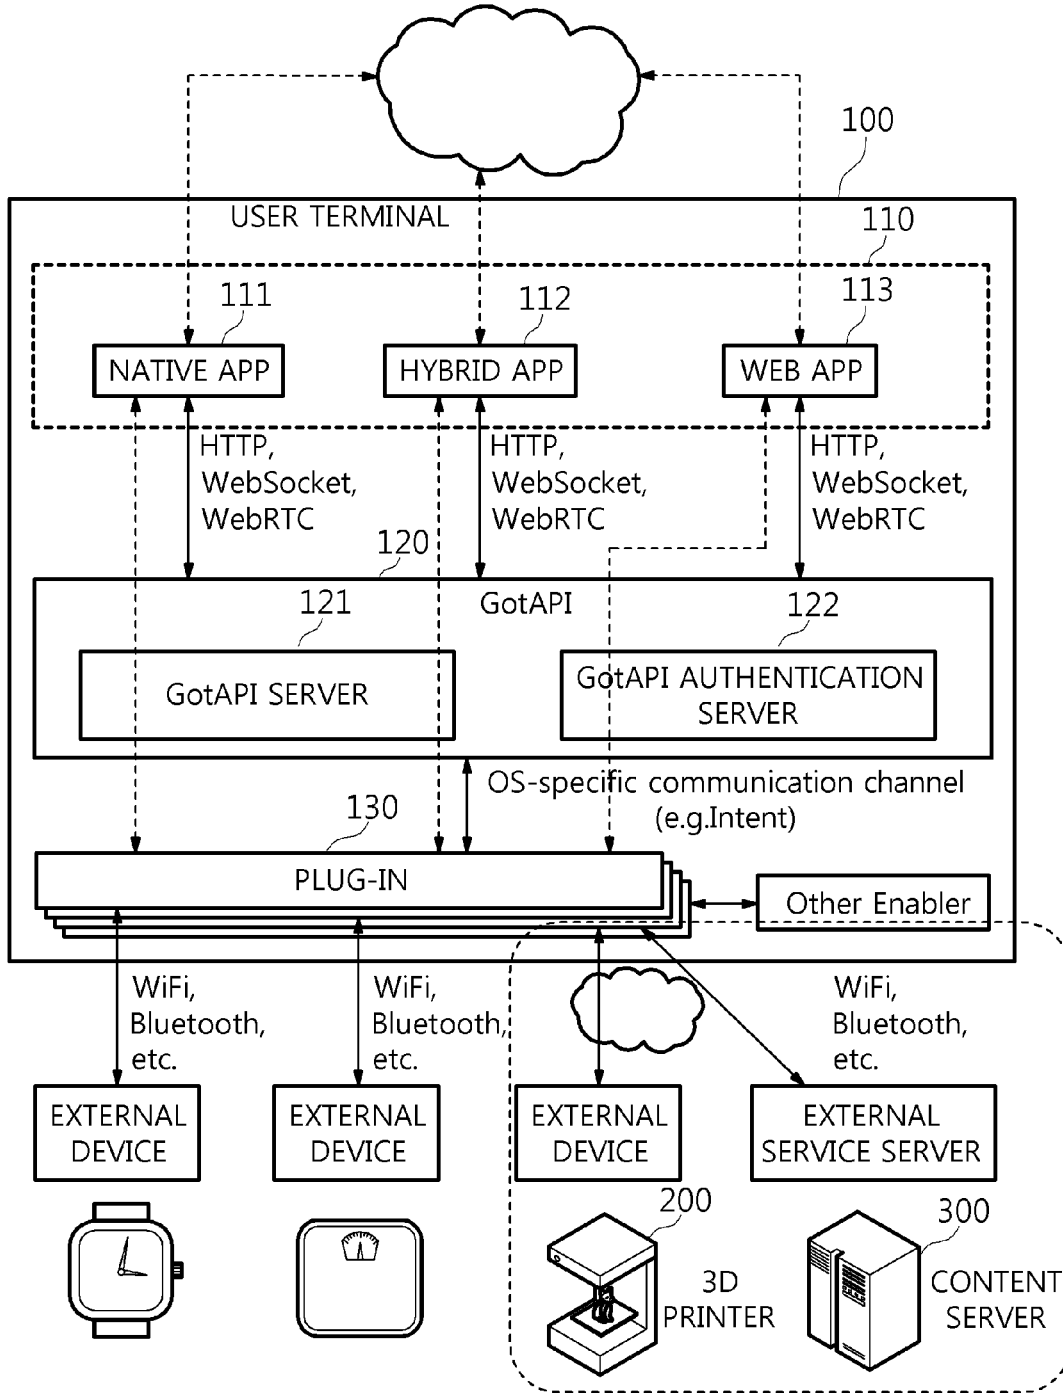 100
USER TERMINAL
110
111
112
113
NATIVE APP
HYBRID APP
WEB APP
HTTP,
WebSocket,
WebRTC
HTTP,
WebSocket,
WebRTC
HTTP,
WebSocket,
WebRTC
120
GotAPI
121
122
GotAPI SERVER
GotAPI AUTHENTICATION
SERVER
OS-specific communication channel
(e.g.Intent)
130
PLUG-IN
Other Enabler
WiFi,
Bluetooth,
etc.
WiFi,
Bluetooth,
etc.
WiFi,
Bluetooth,
etc.
EXTERNAL
DEVICE
EXTERNAL
DEVICE
EXTERNAL
DEVICE
EXTERNAL
SERVICE SERVER
200
3D
PRINTER
300
CONTENT
SERVER